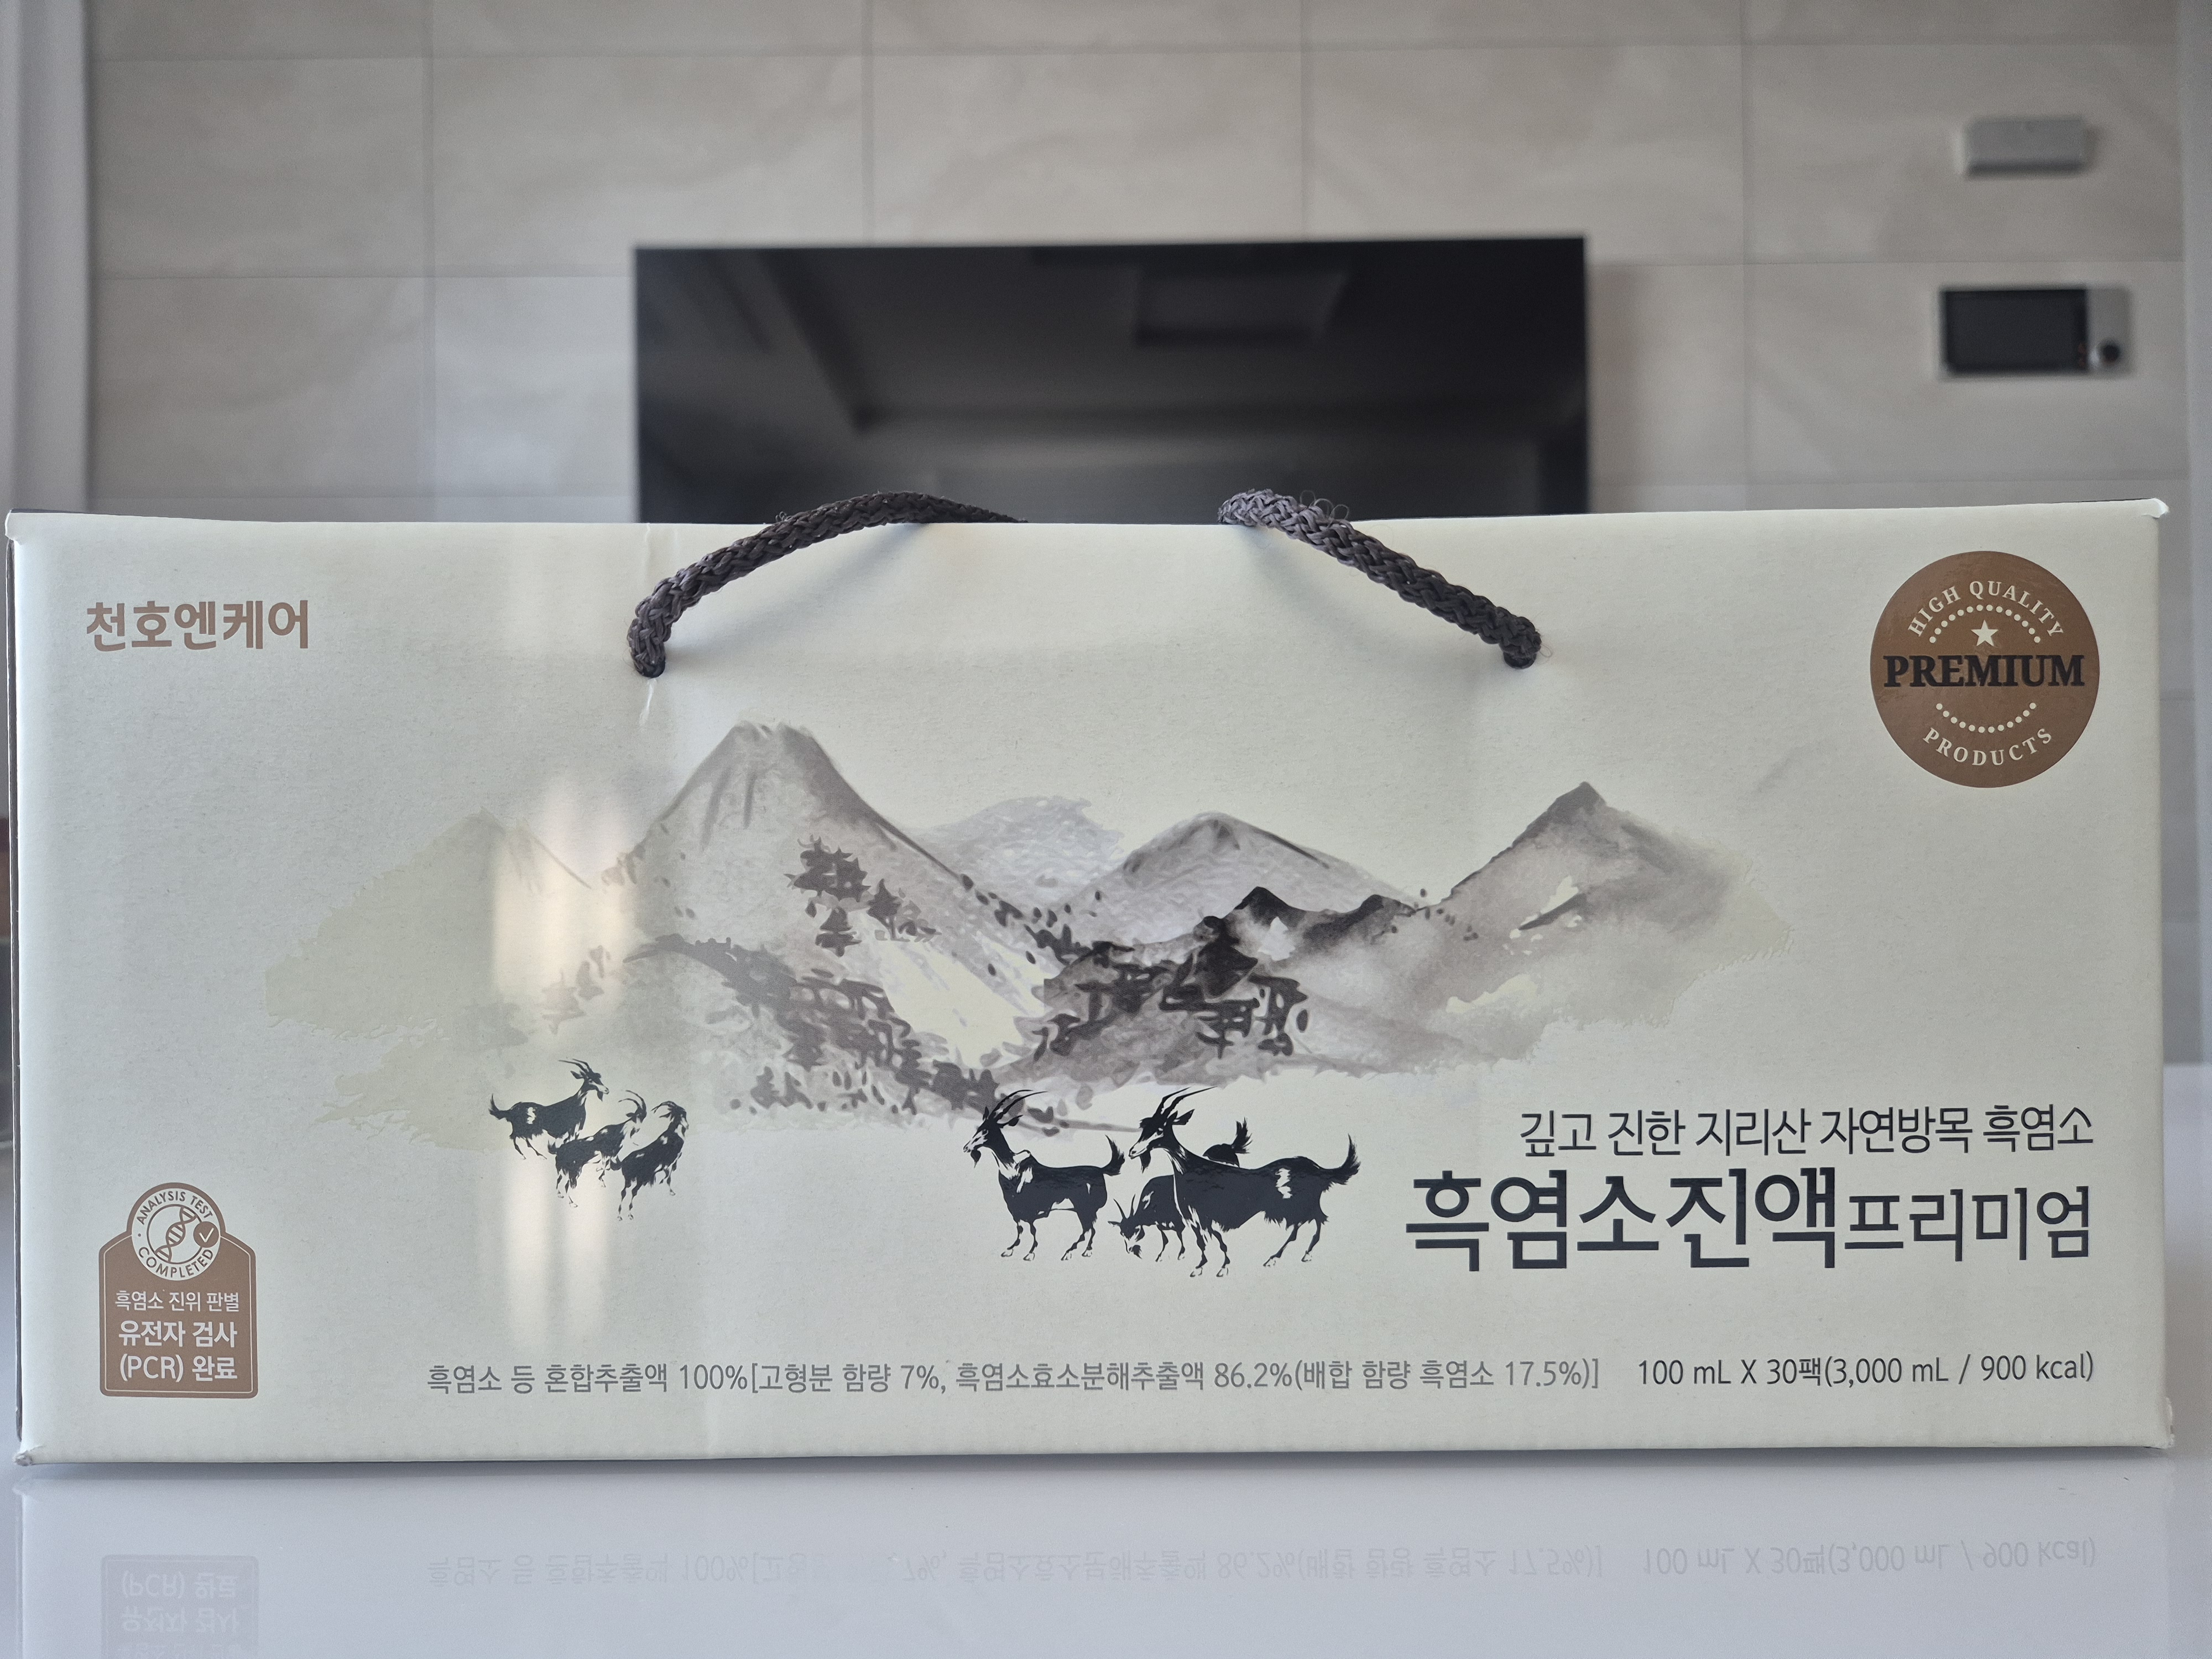 천호엔케어
HIGH QUALITY
PREMIUM
PRODUCTS
깊고 진한 지리산 자연방목 흑염소
흑염소진액프리미엄
ANALYSIS TEST
COMPLETED
흑염소 진위 판별
유전자 검사
(PCR) 완료
흑염소 등 혼합추출액 100%[고형분 함량 7%, 흑염소효소분해추출액 86.2%(배합 함량 흑염소 17.5%)] 100 mL X 30팩(3,000 mL / 900 kcal)